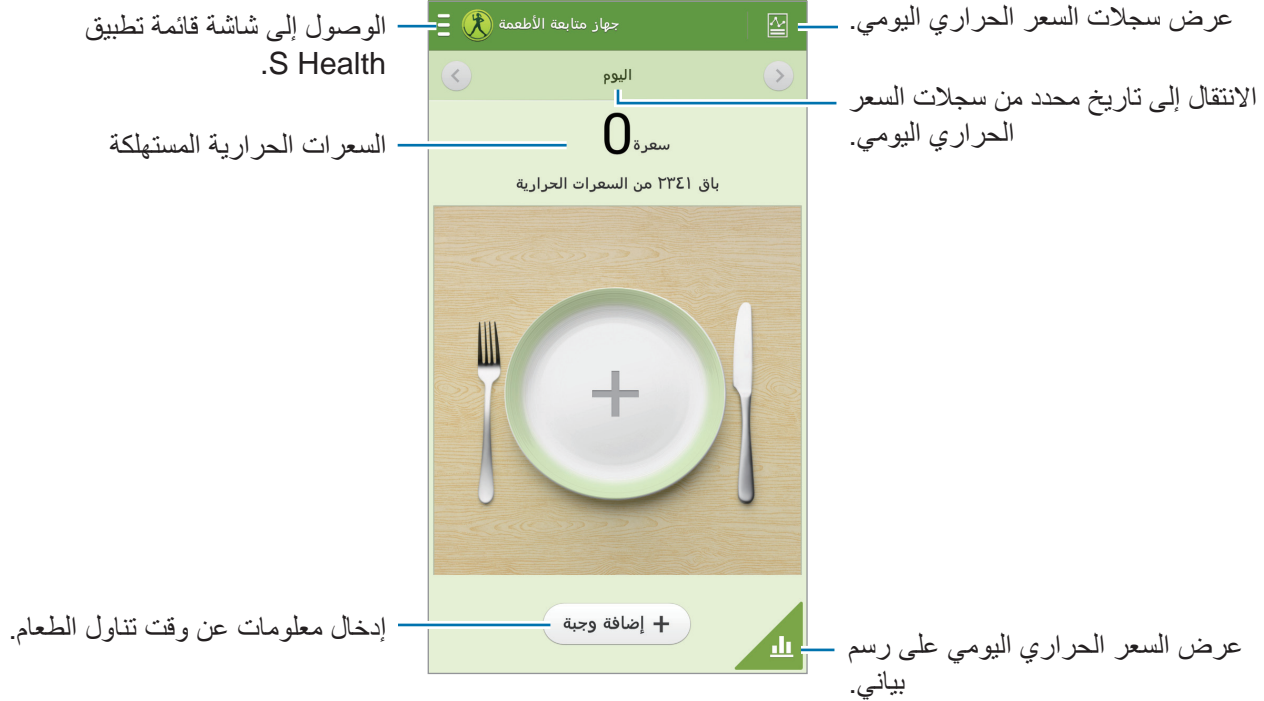 عرض سجلات السعر الحراري اليومي.
الانتقال إلى تاريخ محدد من سجلات السعر
الحراري اليومي.
عرض السعر الحراري اليومي على رسم
بياني.
جهاز متابعة الأطعمة
اليوم
0 سعرة
باق ٢٣٤١ من السعرات الحرارية
+ إضافة وجبة
الوصول إلى شاشة قائمة تطبيق
S Health.
السعرات الحرارية المستهلكة
إدخال معلومات عن وقت تناول الطعام.